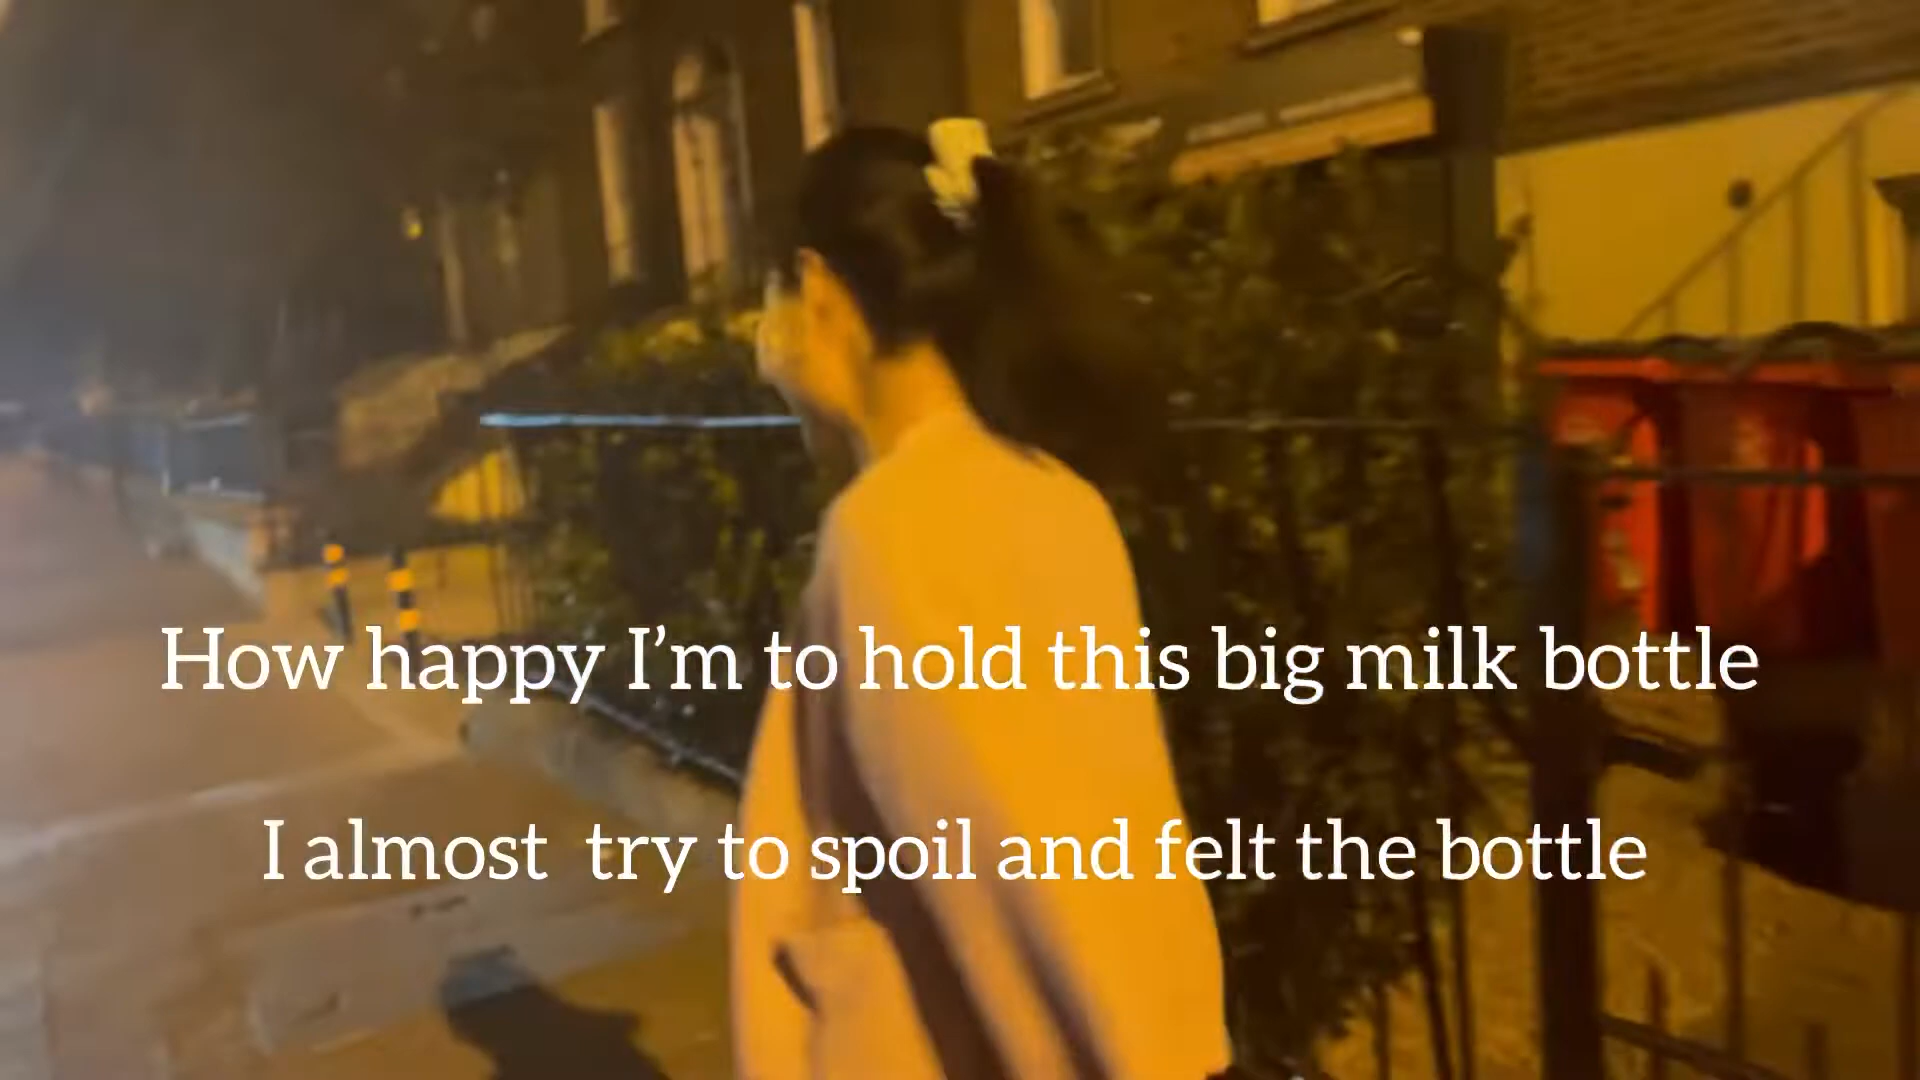 How happy I’m to hold this big milk bottle
I almost  try to spoil and felt the bottle